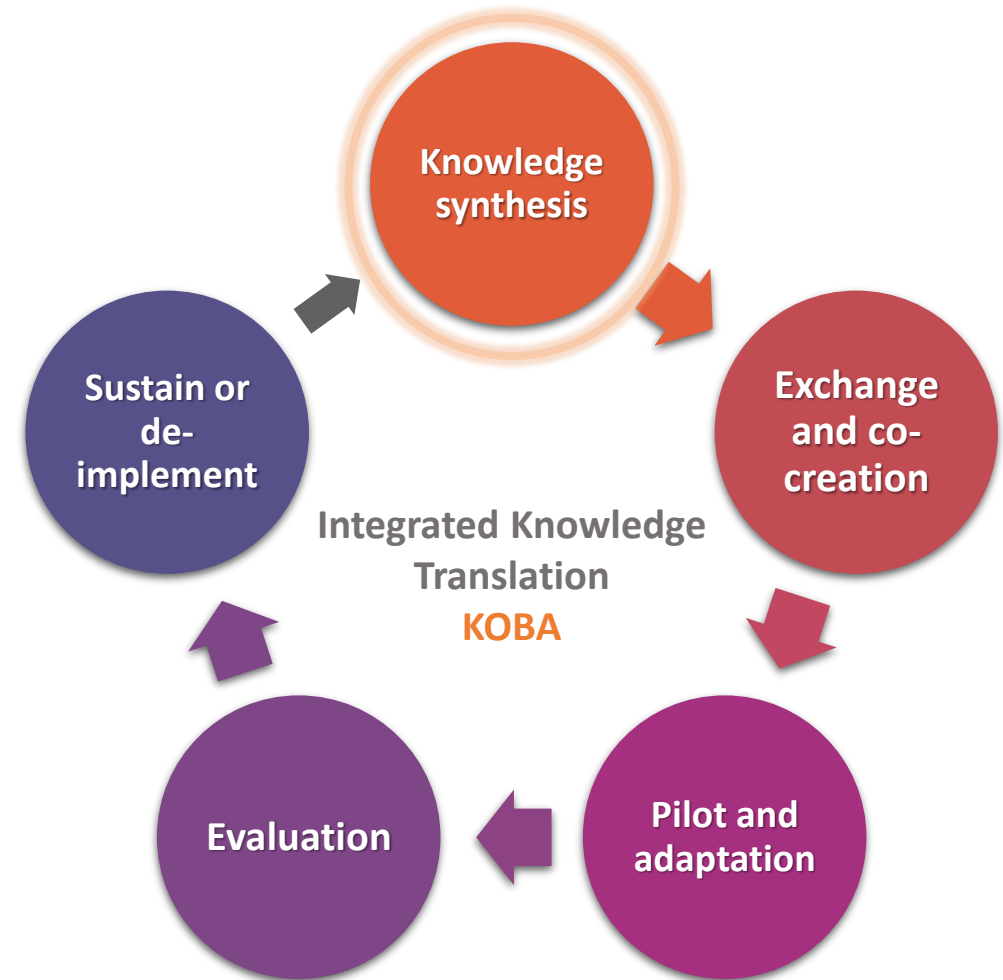 Knowledge
synthesis
Exchange
and co-
creation
Pilot and
adaptation
Evaluation
Sustain or
de-
implement
Integrated Knowledge
Translation
KOBA